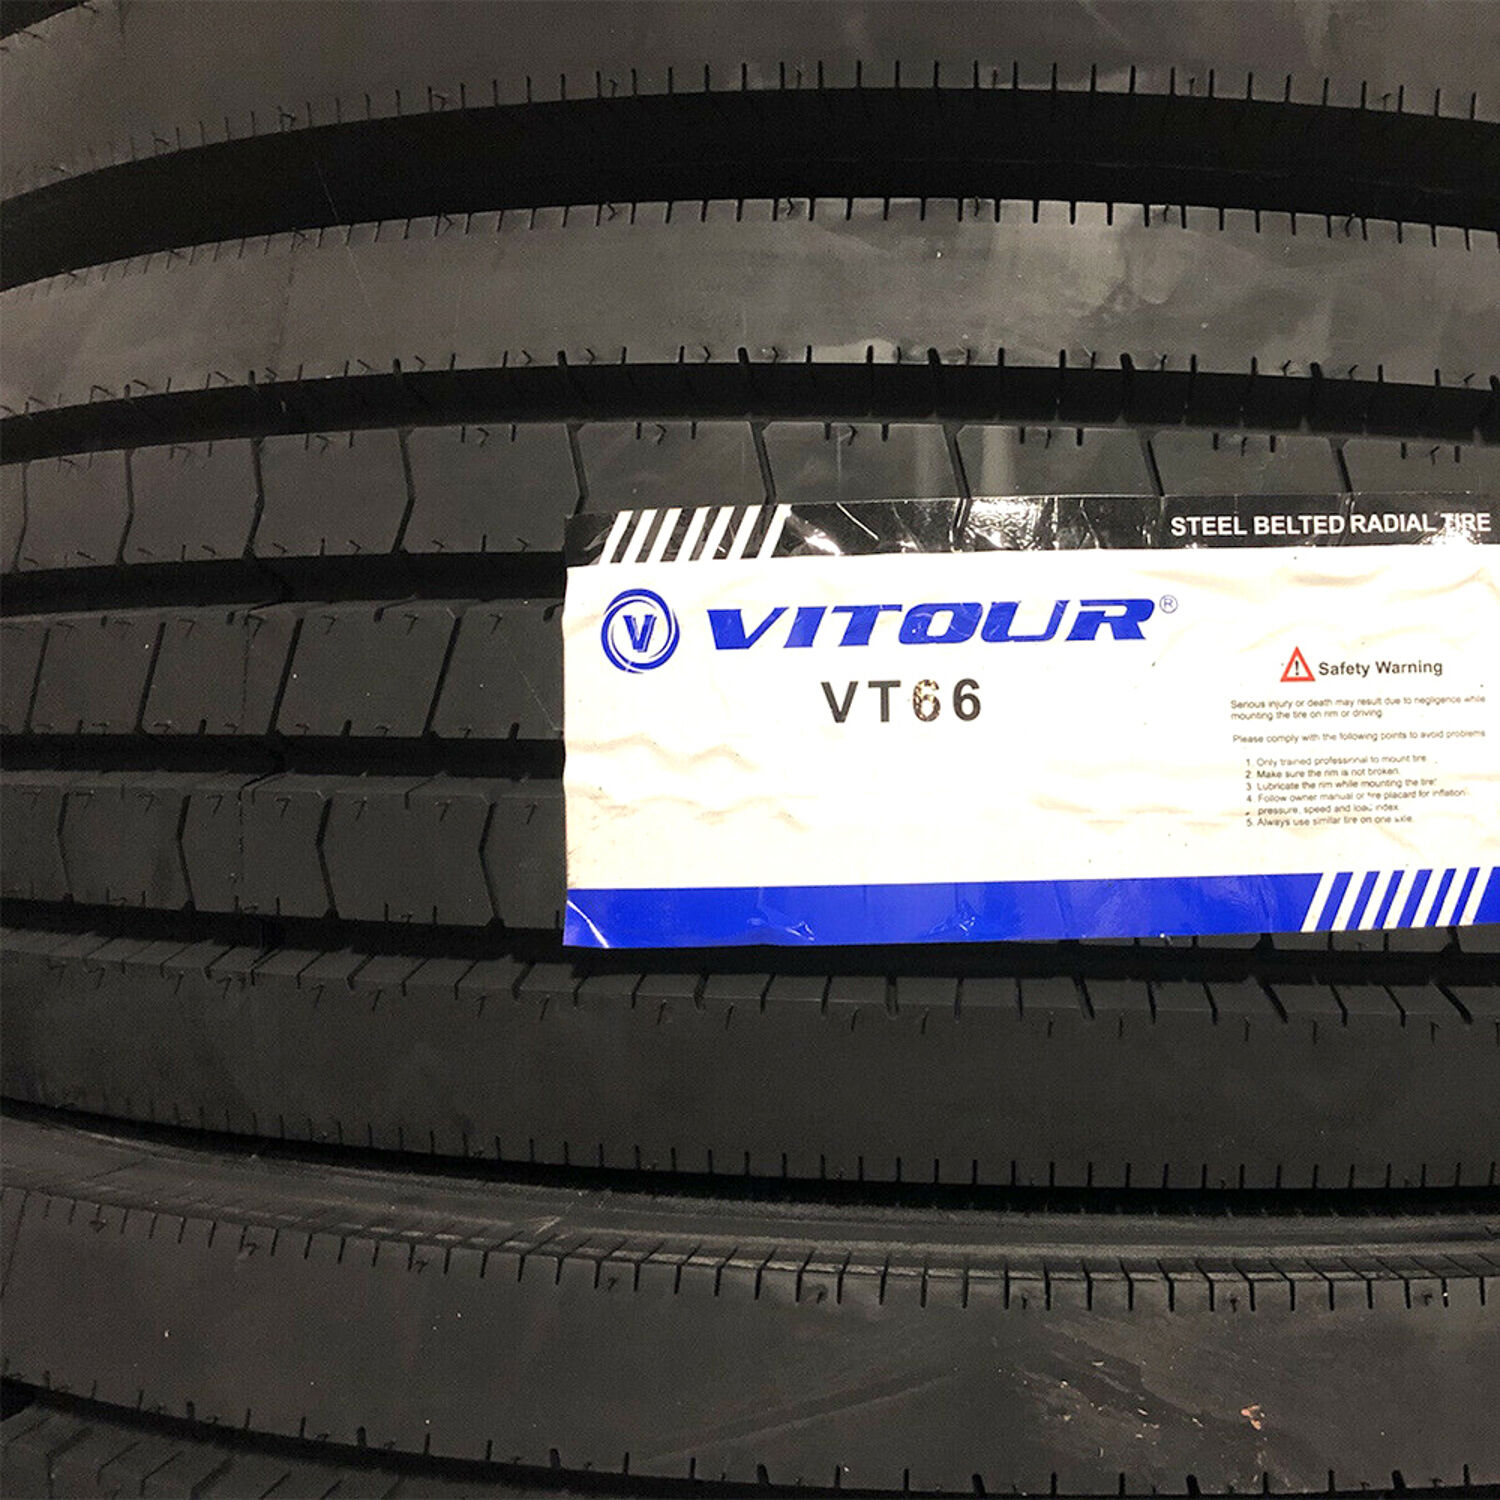 STEEL BELTED RADIAL TIRE
V VITOUR®
VT66
Safety Warning
Serious injury or death may result due to negligence while
mounting the tire on rim or driving
Please comply with the following points to avoid problems
1. Only trained professinnal to mount tire
2. Make sure the rim is not broken.
3. Lubricate the rim while mounting the tire
4. Follow owner manual or tire placard for inflation
pressure, speed and load index
5. Always use similar tire on one axle.